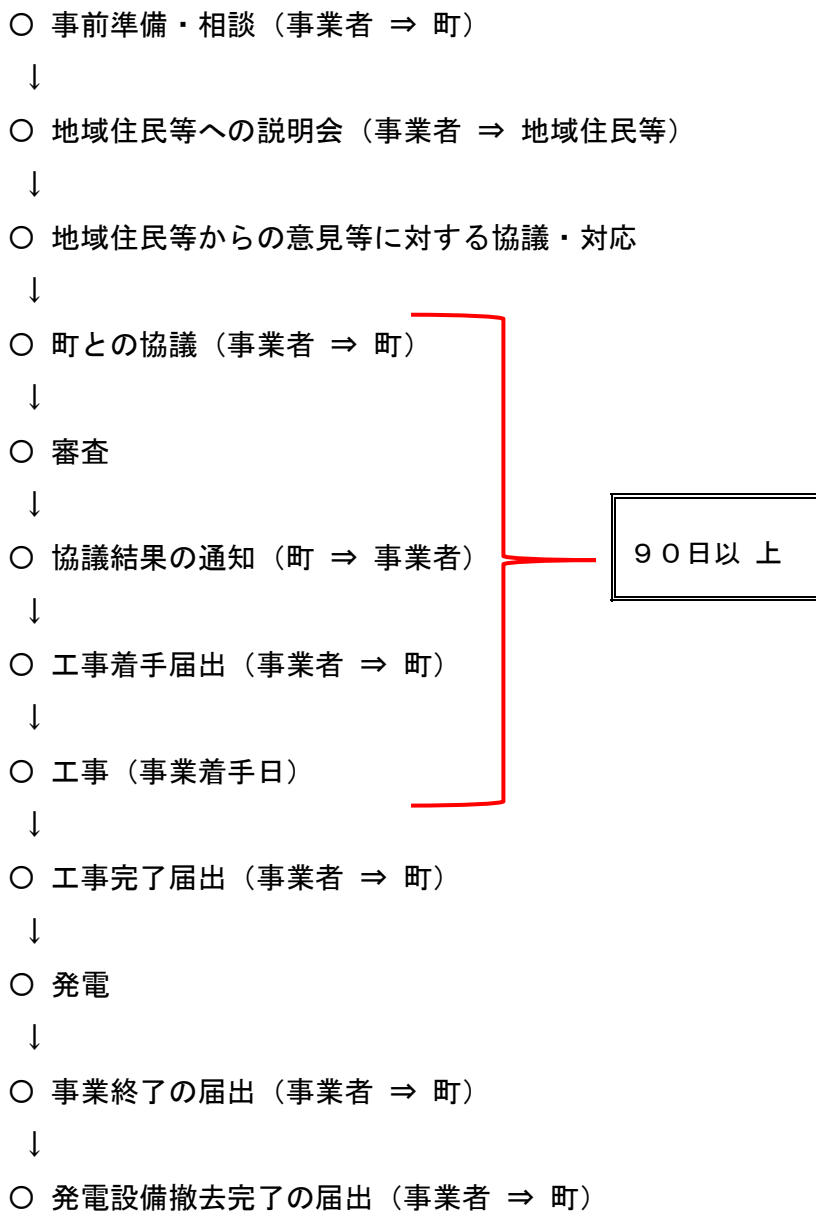 ○ 事前準備・相談（事業者 ⇒ 町）
↓
○ 地域住民等への説明会（事業者 ⇒ 地域住民等）
↓
○ 地域住民等からの意見等に対する協議・対応
↓
○ 町との協議（事業者 ⇒ 町）
↓
○ 審査
↓
○ 協議結果の通知（町 ⇒ 事業者）
９０日以 上
↓
○ 工事着手届出（事業者 ⇒ 町）
↓
○ 工事（事業着手日）
↓
○ 工事完了届出（事業者 ⇒ 町）
↓
○ 発電
↓
○ 事業終了の届出（事業者 ⇒ 町）
↓
○ 発電設備撤去完了の届出（事業者 ⇒ 町）